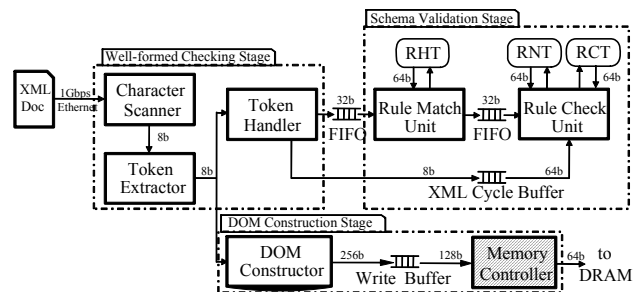 Schema Validation Stage
Well-formed Checking Stage
RHT
RNT
RCT
64b
64b
64b
XML
Doc
1Gbps
Ethernet
Character
Scanner
Token
Handler
32b
FIFO
Rule Match
Unit
32b
FIFO
Rule Check
Unit
8b
Token
Extractor
8b
8b
64b
XML Cycle Buffer
DOM Construction Stage
DOM
Constructor
256b
Write Buffer
128b
Memory
Controller
64b
to
DRAM